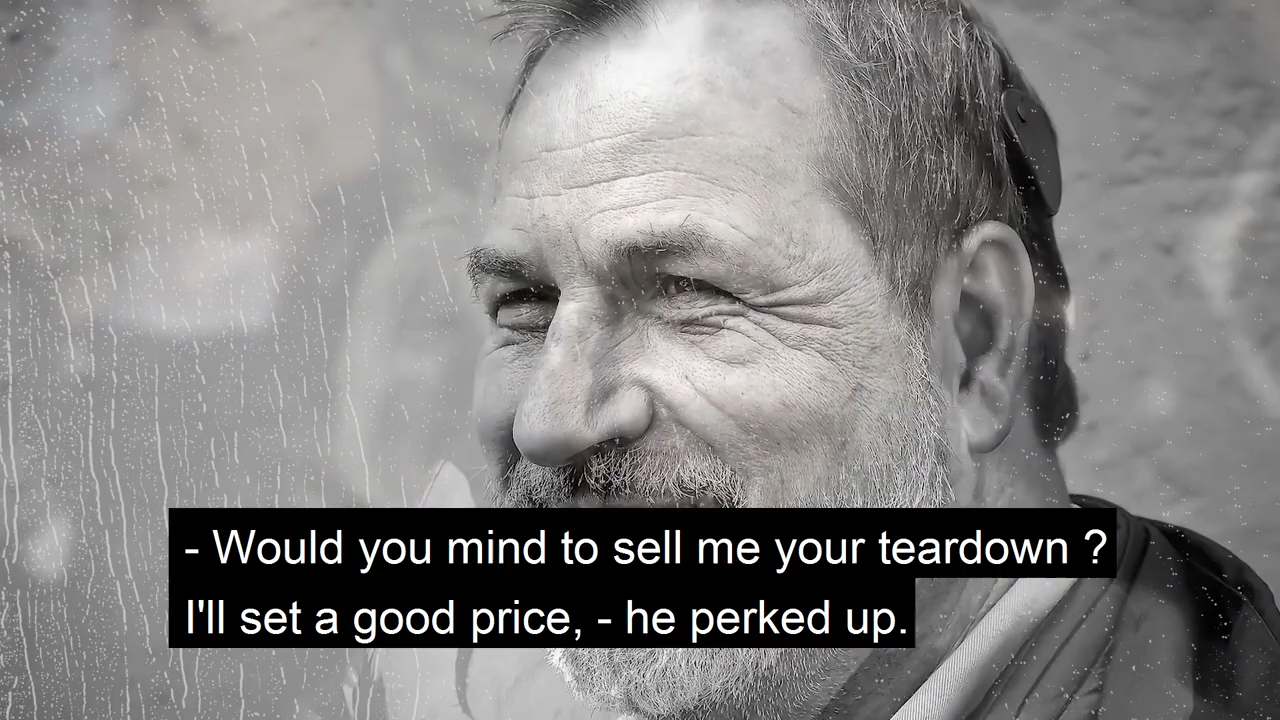 - Would you mind to sell me your teardown ?
I'll set a good price, - he perked up.